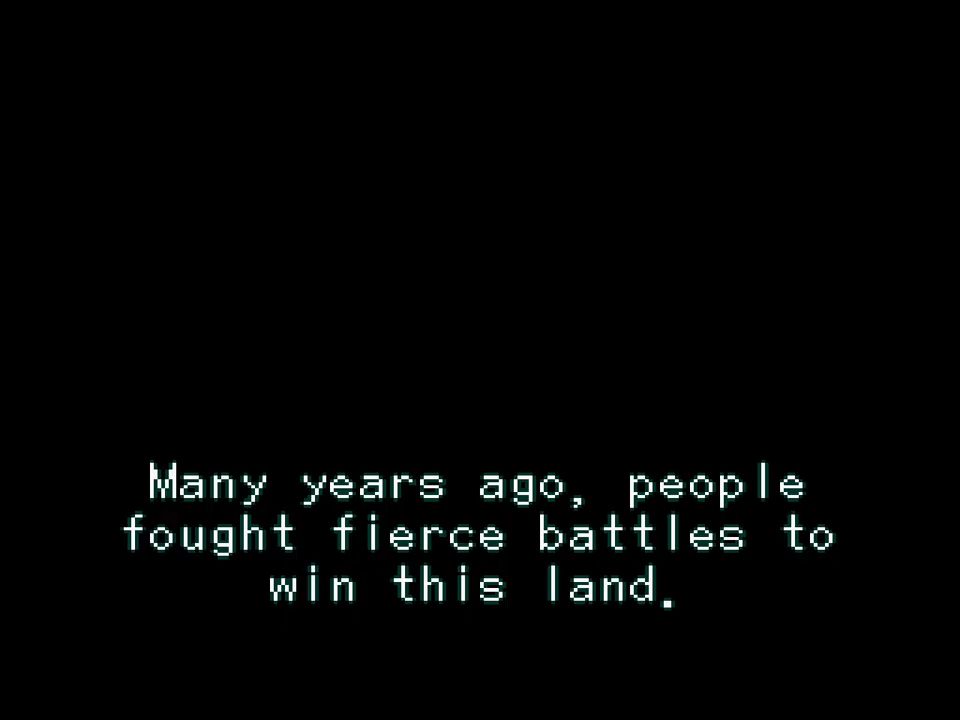 Many years ago, people
fought fierce battles to
win this land.